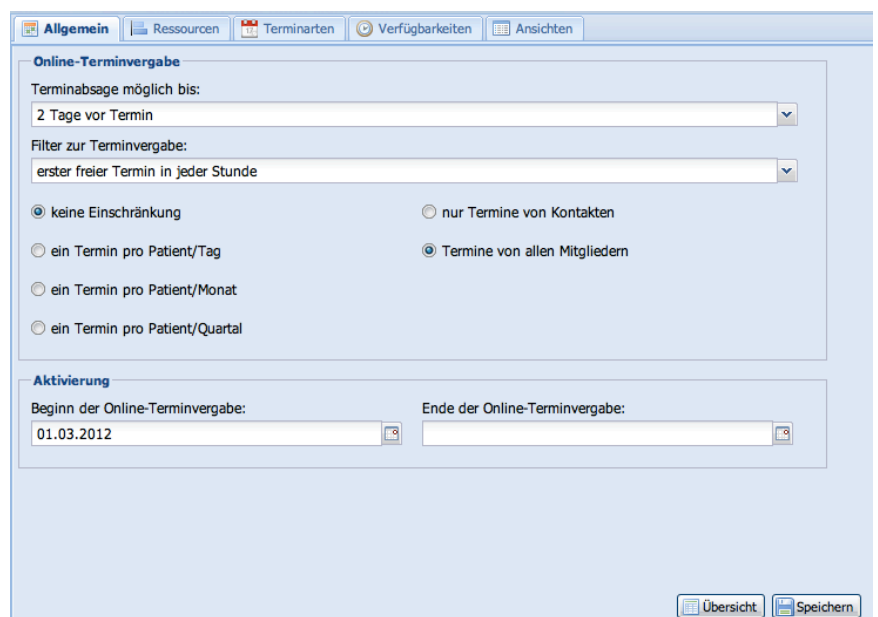 Allgemein Ressourcen Terminarten Verfügbarkeiten Ansichten
Online-Terminvergabe
Terminabsage möglich bis:
2 Tage vor Termin
Filter zur Terminvergabe:
erster freier Termin in jeder Stunde
keine Einschränkung nur Termine von Kontakten
ein Termin pro Patient/Tag Termine von allen Mitgliedern
ein Termin pro Patient/Monat
ein Termin pro Patient/Quartal
Aktivierung
Beginn der Online-Terminvergabe: Ende der Online-Terminvergabe:
01.03.2012
Übersicht Speichern